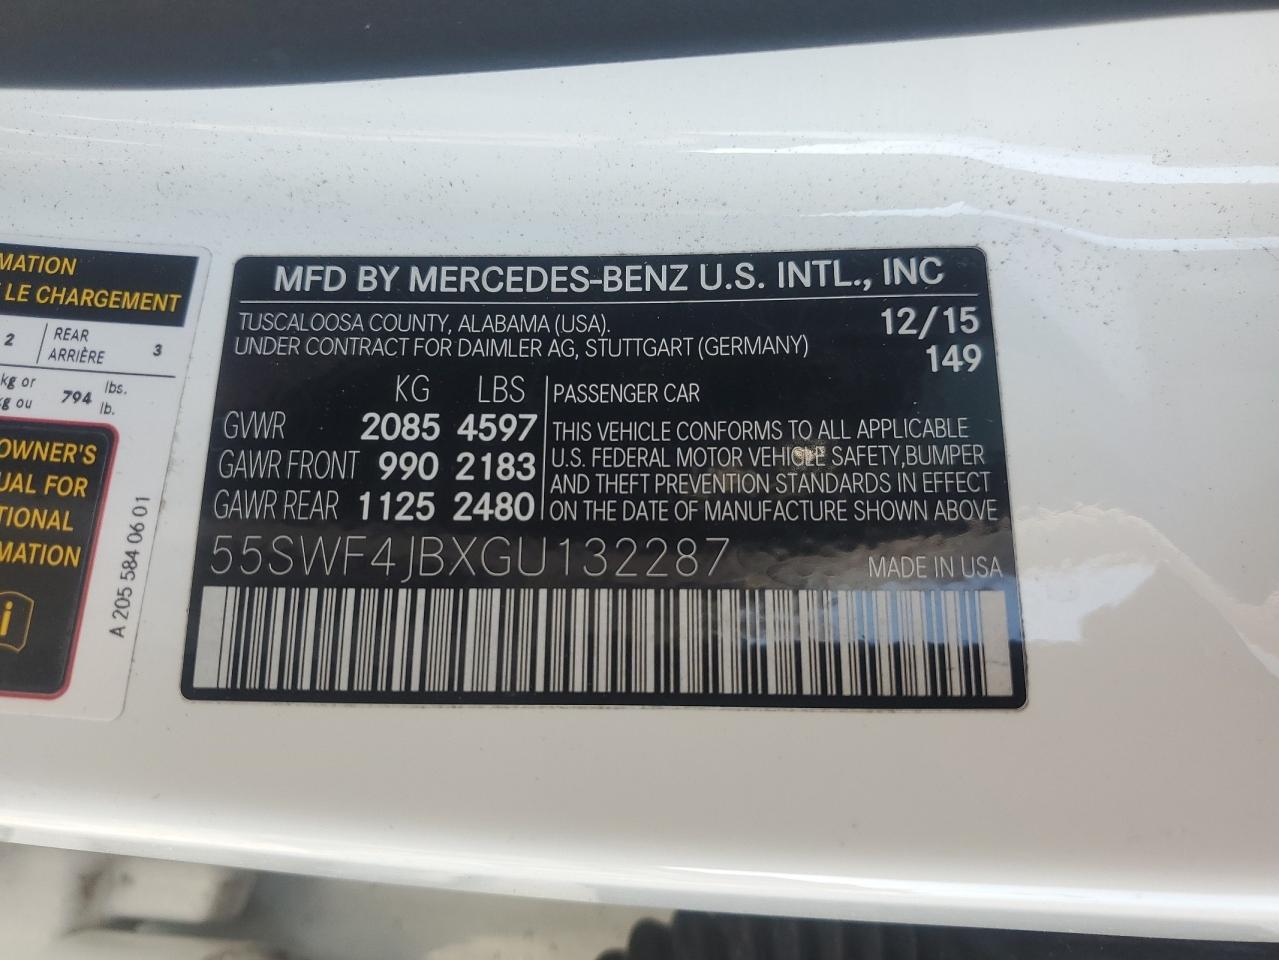 MATION
LE CHARGEMENT
2 REAR ARRIÈRE 3
kg or
kg ou
794 lbs.
lb.
OWNER'S
UAL FOR
TIONAL
MATION
i
A 205 584 06 01
MFD BY MERCEDES-BENZ U.S. INTL., INC
TUSCALOOSA COUNTY, ALABAMA (USA). 12/15
UNDER CONTRACT FOR DAIMLER AG, STUTTGART (GERMANY) 149
KG LBS PASSENGER CAR
GVWR 2085 4597 THIS VEHICLE CONFORMS TO ALL APPLICABLE
GAWR FRONT 990 2183 U.S. FEDERAL MOTOR VEHICLE SAFETY,BUMPER
AND THEFT PREVENTION STANDARDS IN EFFECT
GAWR REAR 1125 2480 ON THE DATE OF MANUFACTURE SHOWN ABOVE
55SWF4JBXGU132287 MADE IN USA